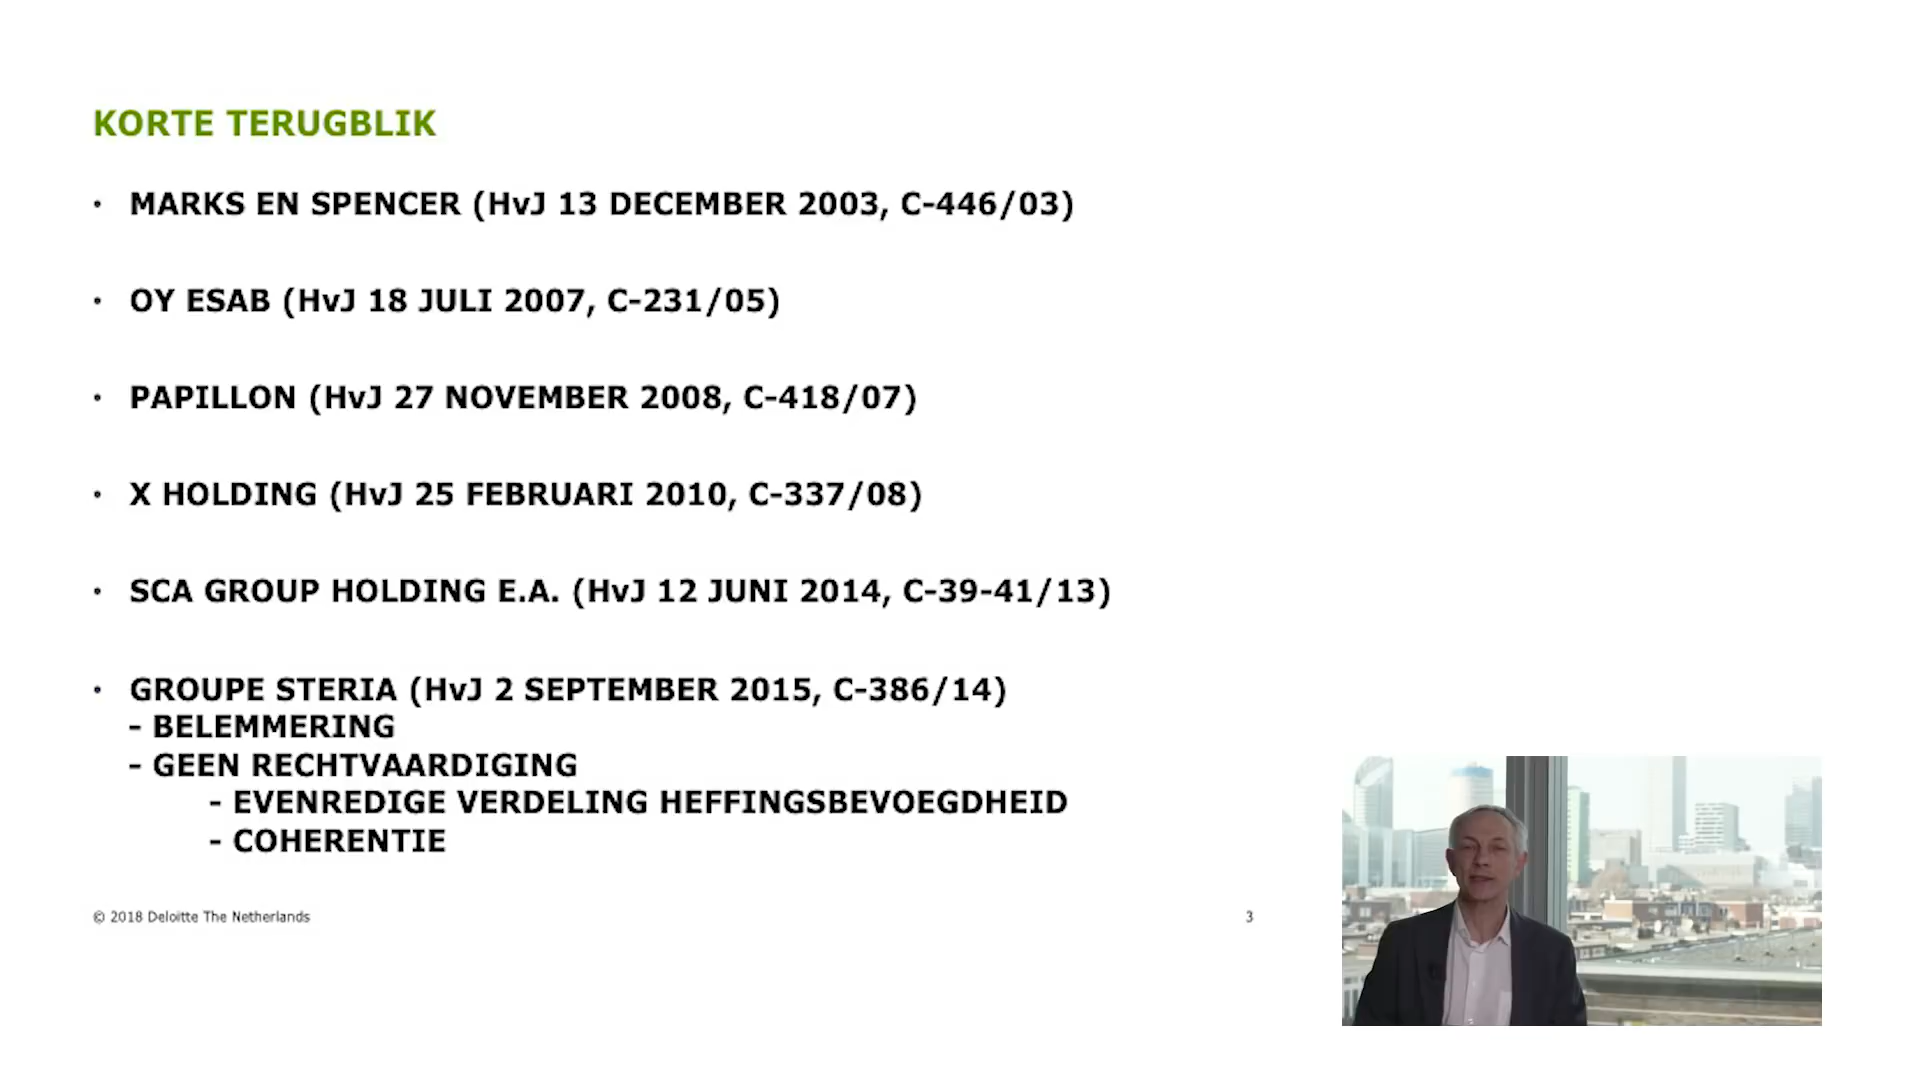 KORTE TERUGBLIK
• MARKS EN SPENCER (HvJ 13 DECEMBER 2003, C-446/03)
• OY ESAB (HvJ 18 JULI 2007, C-231/05)
• PAPILLON (HvJ 27 NOVEMBER 2008, C-418/07)
• X HOLDING (HvJ 25 FEBRUARI 2010, C-337/08)
• SCA GROUP HOLDING E.A. (HvJ 12 JUNI 2014, C-39-41/13)
• GROUPE STERIA (HvJ 2 SEPTEMBER 2015, C-386/14)
- BELEMMERING
- GEEN RECHTVAARDIGING
- EVENREDIGE VERDELING HEFFINGSBEVOEGDHEID
- COHERENTIE
© 2018 Deloitte The Netherlands
3